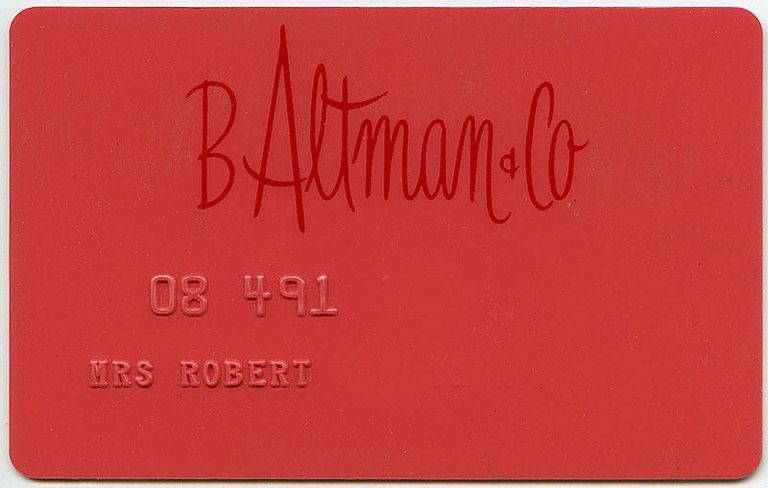 B Altman & Co
08 491
MRS ROBERT